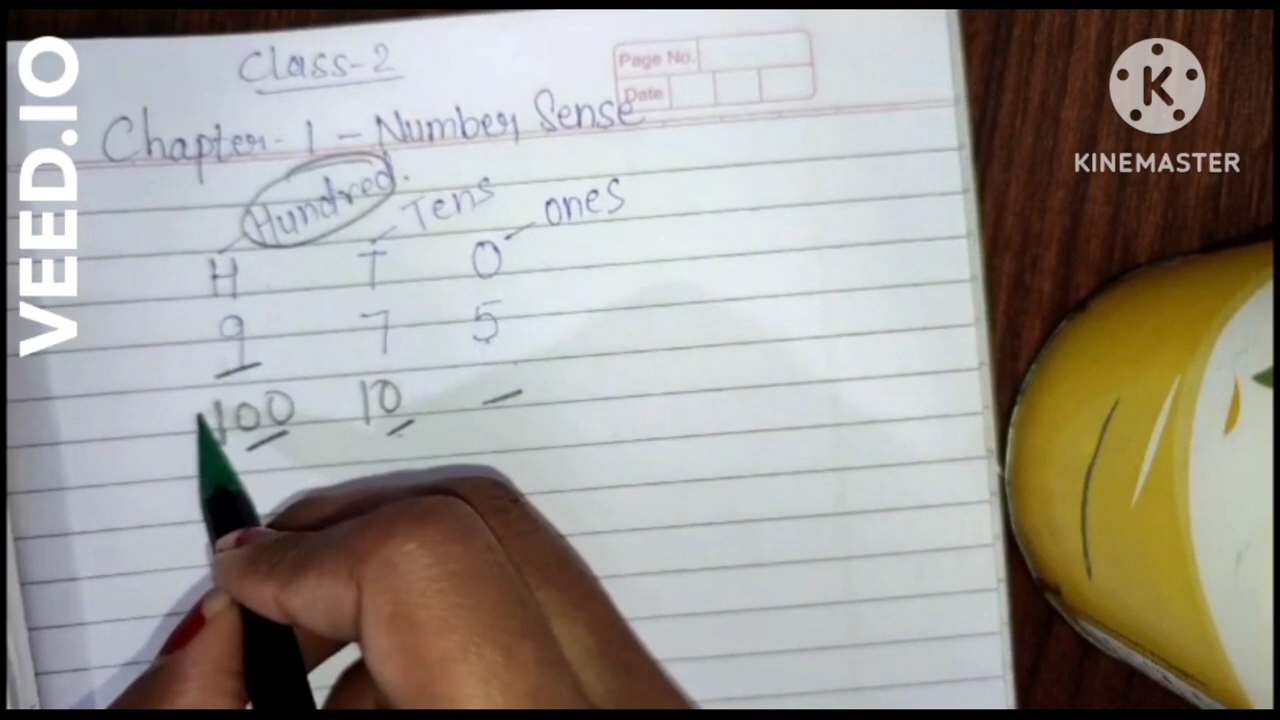 Class-2
Page No.
Date
Chapter-1-Number Sense
Hundred.
Tens
ones
H T O
9 7 5
100 10 -
VEED.IO
K
KINEMASTER